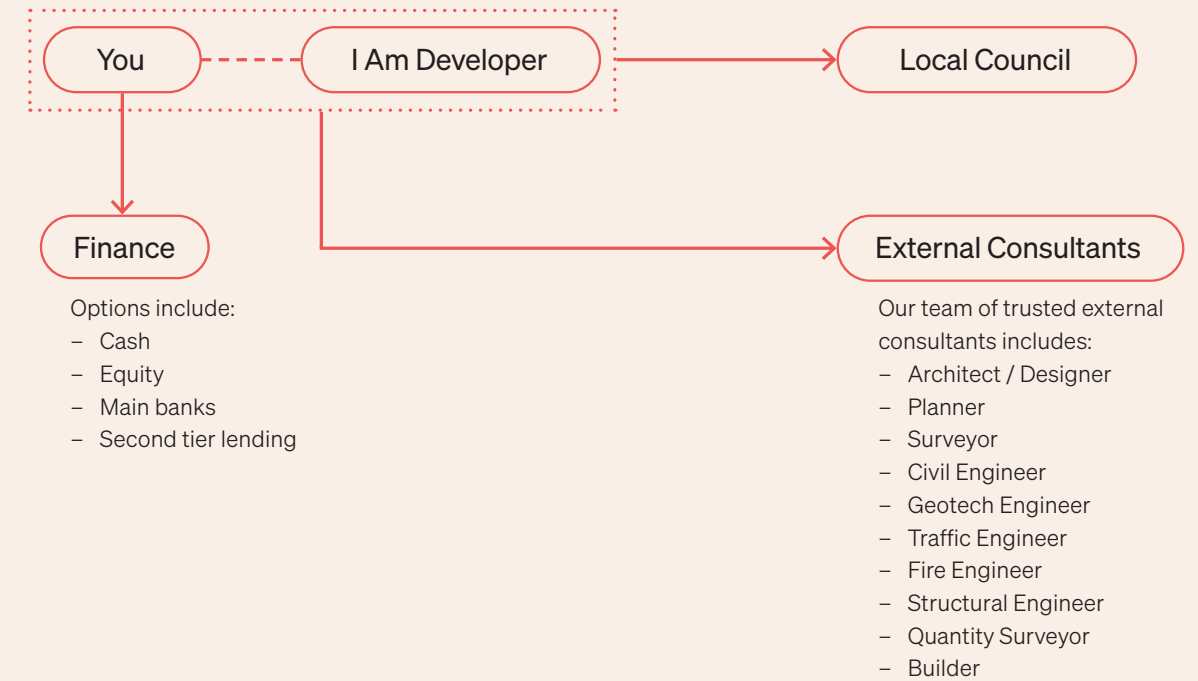 You
I Am Developer
Local Council
Finance
Options include:
– Cash
– Equity
– Main banks
– Second tier lending
External Consultants
Our team of trusted external
consultants includes:
– Architect / Designer
– Planner
– Surveyor
– Civil Engineer
– Geotech Engineer
– Traffic Engineer
– Fire Engineer
– Structural Engineer
– Quantity Surveyor
– Builder